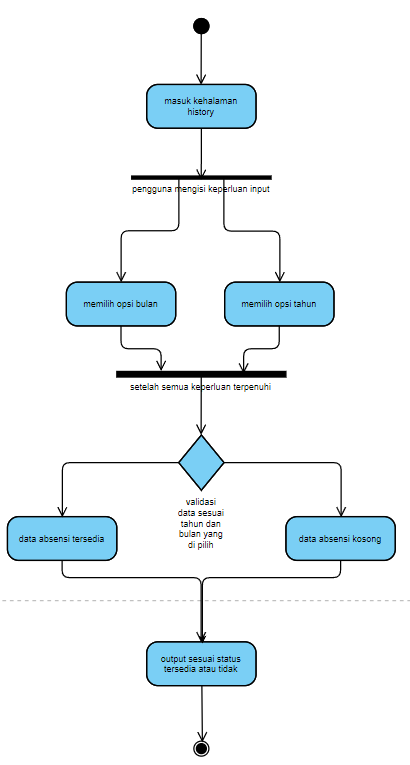 masuk kehalaman
history
pengguna mengisi keperluan input
memilih opsi bulan
memilih opsi tahun
setelah semua keperluan terpenuhi
validasi
data sesuai
tahun dan
bulan yang
di pilih
data absensi tersedia
data absensi kosong
output sesuai status
tersedia atau tidak